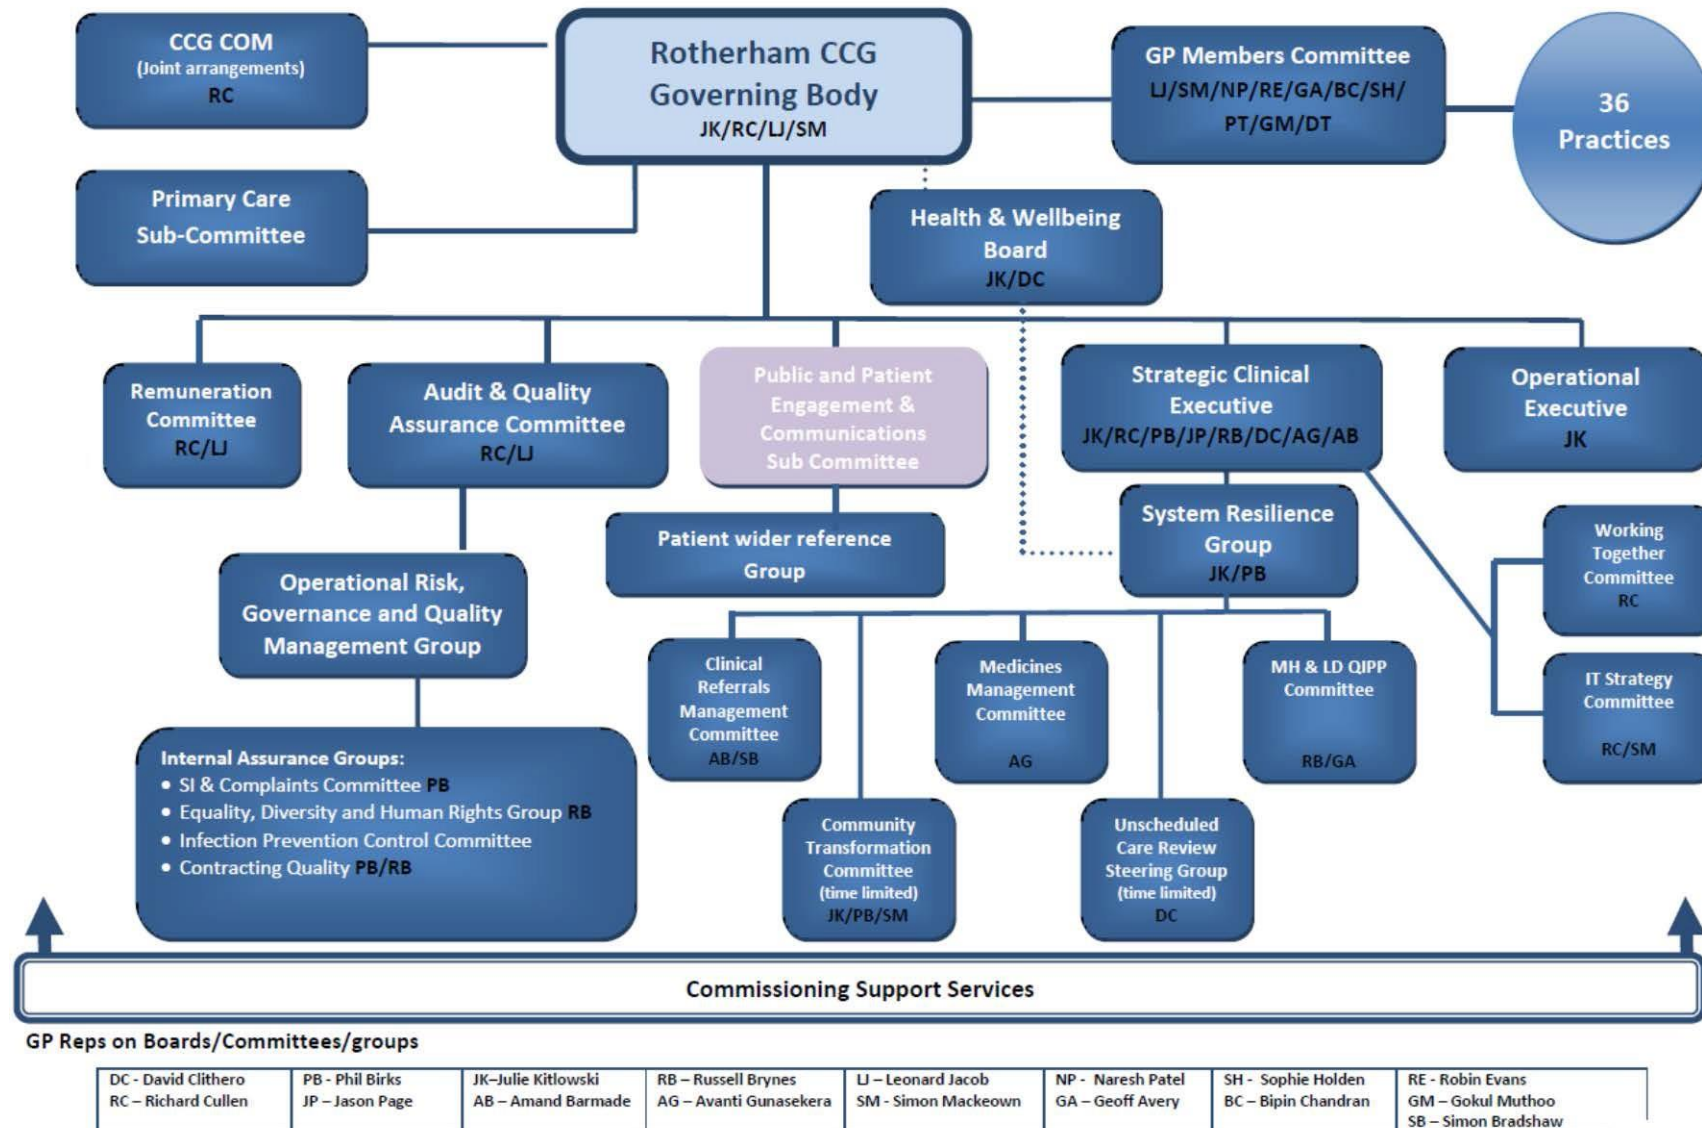 CCG COM
(Joint arrangements)
RC
Rotherham CCG
Governing Body
JK/RC/LJ/SM
GP Members Committee
LJ/SM/NP/RE/GA/BC/SH/
PT/GM/DT
36
Practices
Primary Care
Sub-Committee
Health & Wellbeing
Board
JK/DC
Remuneration
Committee
RC/LJ
Audit & Quality
Assurance Committee
RC/LJ
Public and Patient
Engagement &
Communications
Sub Committee
Strategic Clinical
Executive
JK/RC/PB/JP/RB/DC/AG/AB
Operational
Executive
JK
Patient wider reference
Group
System Resilience
Group
JK/PB
Working
Together
Committee
RC
Operational Risk,
Governance and Quality
Management Group
Clinical
Referrals
Management
Committee
AB/SB
Medicines
Management
Committee
AG
MH & LD QIPP
Committee
RB/GA
IT Strategy
Committee
RC/SM
Internal Assurance Groups:
• SI & Complaints Committee PB
• Equality, Diversity and Human Rights Group RB
• Infection Prevention Control Committee
• Contracting Quality PB/RB
Community
Transformation
Committee
(time limited)
JK/PB/SM
Unscheduled
Care Review
Steering Group
(time limited)
DC
Commissioning Support Services
GP Reps on Boards/Committees/groups
DC - David Clithero
RC – Richard Cullen
PB - Phil Birks
JP – Jason Page
JK–Julie Kitlowski
AB – Amand Barmade
RB – Russell Brynes
AG – Avanti Gunasekera
LJ – Leonard Jacob
SM - Simon Mackeown
NP - Naresh Patel
GA – Geoff Avery
SH - Sophie Holden
BC – Bipin Chandran
RE - Robin Evans
GM – Gokul Muthoo
SB – Simon Bradshaw